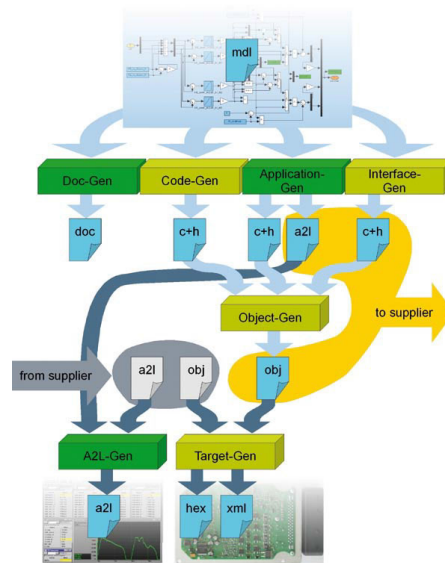 mdl
Doc-Gen
Code-Gen
Application-
Gen
Interface-
Gen
doc
c+h
c+h
a2l
c+h
Object-Gen
to supplier
from supplier
a2l
obj
obj
A2L-Gen
Target-Gen
a2l
hex
xml